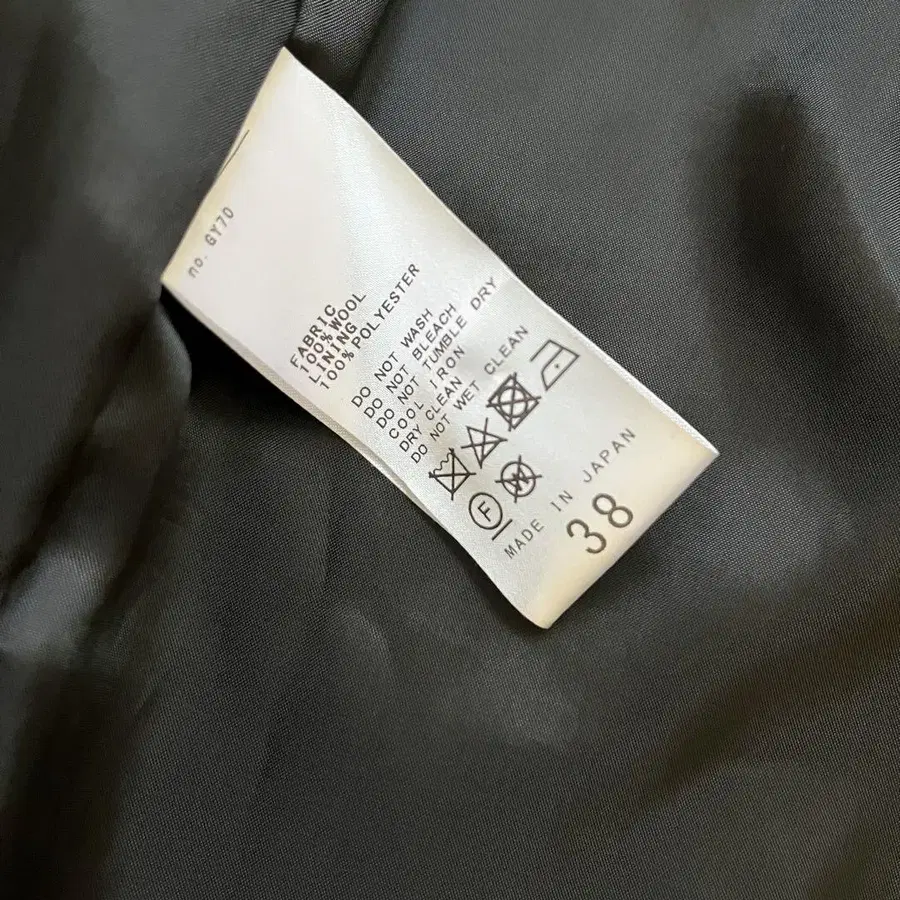 no. GY70
FABRIC
100% WOOL
LINING
100% POLYESTER
DO NOT WASH
DO NOT BLEACH
DO NOT TUMBLE DRY
COOL IRON
DRY CLEAN
DO NOT WET CLEAN
F W
MADE IN JAPAN
38